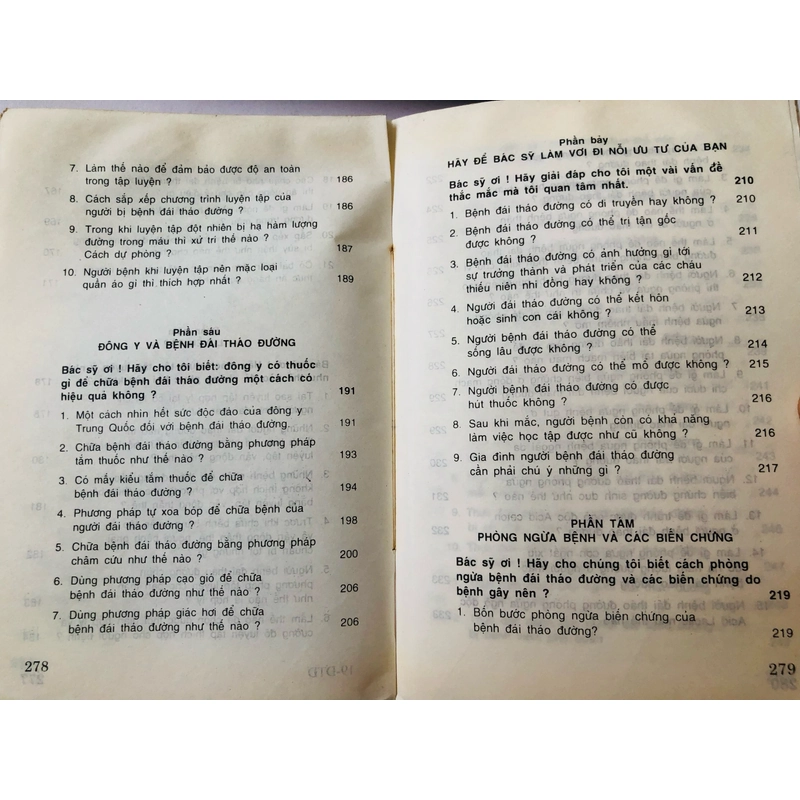 7. Làm thế nào để đảm bảo được độ an toàn
trong tập luyện ? 186
8. Cách sắp xếp chương trình luyện tập của
người bị bệnh đái tháo đường ? 186
9. Trong khi luyện tập đột nhiên bị hạ hàm lượng
đường trong máu thì xử trí thế nào ?
Cách dự phòng ? 187
10. Người bệnh khi luyện tập nên mặc loại
quần áo gì thì thích hợp nhất ? 189
Phần sáu
ĐÔNG Y VÀ BỆNH ĐÁI THÁO ĐƯỜNG
Bác sỹ ơi ! Hãy cho tôi biết: đông y có thuốc
gì để chữa bệnh đái tháo đường một cách có
hiệu quả không ? 191
1. Một cách nhìn hết sức độc đáo của đông y
Trung Quốc đối với bệnh đái tháo đường. 191
2. Chữa bệnh đái tháo đường bằng phương pháp
tắm thuốc như thế nào ? 193
3. Có mấy kiểu tắm thuốc để chữa
bệnh đái tháo đường ? 194
4. Phương pháp tự xoa bóp để chữa bệnh của
người đái tháo đường ? 198
5. Chữa bệnh đái tháo đường bằng phương pháp
châm cứu như thế nào ? 200
6. Dùng phương pháp cạo gió để chữa
bệnh đái tháo đường như thế nào ? 206
7. Dùng phương pháp giác hơi để chữa
bệnh đái tháo đường như thế nào ? 206
278
Phần bảy
HÃY ĐỂ BÁC SỸ LÀM VƠI ĐI NỖI ƯU TƯ CỦA BẠN
Bác sỹ ơi ! Hãy giải đáp cho tôi một vài vấn đề
thắc mắc mà tôi quan tâm nhất. 210
1. Bệnh đái tháo đường có di truyền hay không ? 210
2. Bệnh đái tháo đường có thể trị tận gốc
được không ? 211
3. Bệnh đái tháo đường có ảnh hưởng gì tới
sự trưởng thành và phát triển của các cháu
thiếu niên nhi đồng hay không ? 212
4. Người đái tháo đường có thể kết hôn
hoặc sinh con cái không ? 213
5. Người bệnh đái tháo đường có thể
sống lâu được không ? 214
6. Người bệnh đái tháo đường có thể mổ được không ? 215
7. Người bệnh đái tháo đường có được
hút thuốc không ? 216
8. Sau khi mắc, người bệnh còn có khả năng
làm việc học tập được như cũ không ? 216
9. Gia đình người bệnh đái tháo đường
cần phải chú ý những gì ? 217
PHẦN TÁM
PHÒNG NGỪA BỆNH VÀ CÁC BIẾN CHỨNG
Bác sỹ ơi ! Hãy cho chúng tôi biết cách phòng
ngừa bệnh đái tháo đường và các biến chứng do
bệnh gây nên ? 219
1. Bốn bước phòng ngừa biến chứng của
bệnh đái tháo đường? 219
279